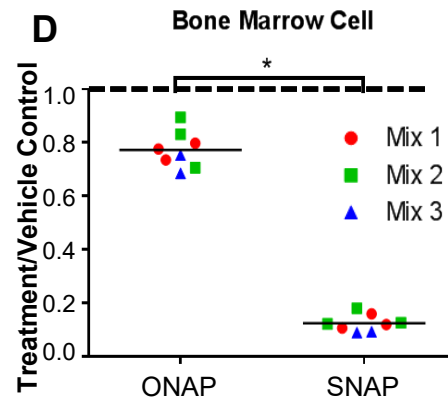 D
Bone Marrow Cell
*
Treatment/Vehicle Control
1.0
0.8
0.6
0.4
0.2
0.0
Mix 1
Mix 2
Mix 3
ONAP
SNAP